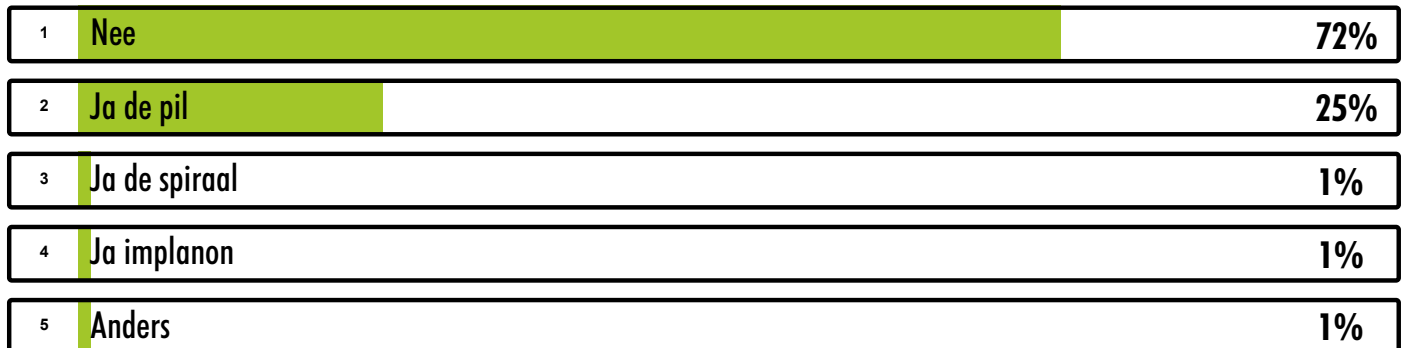 1 Nee 72%
2 Ja de pil 25%
3 Ja de spiraal 1%
4 Ja implanon 1%
5 Anders 1%